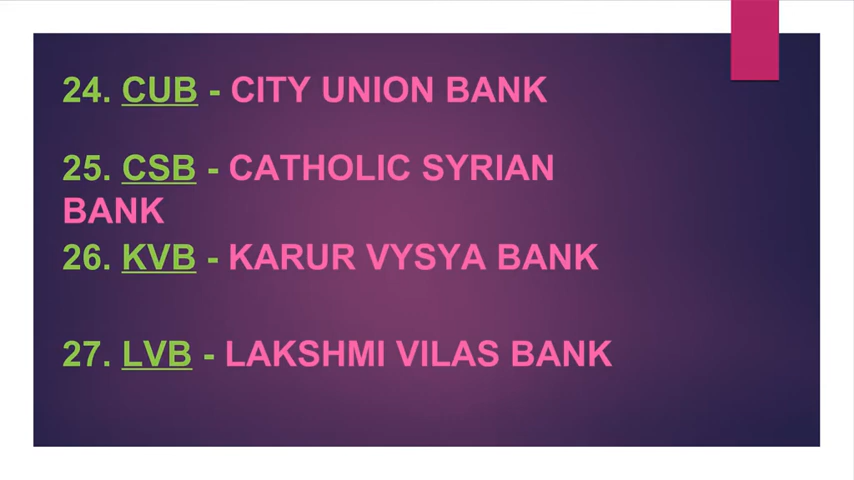 24. CUB - CITY UNION BANK
25. CSB - CATHOLIC SYRIAN
BANK
26. KVB - KARUR VYSYA BANK
27. LVB - LAKSHMI VILAS BANK